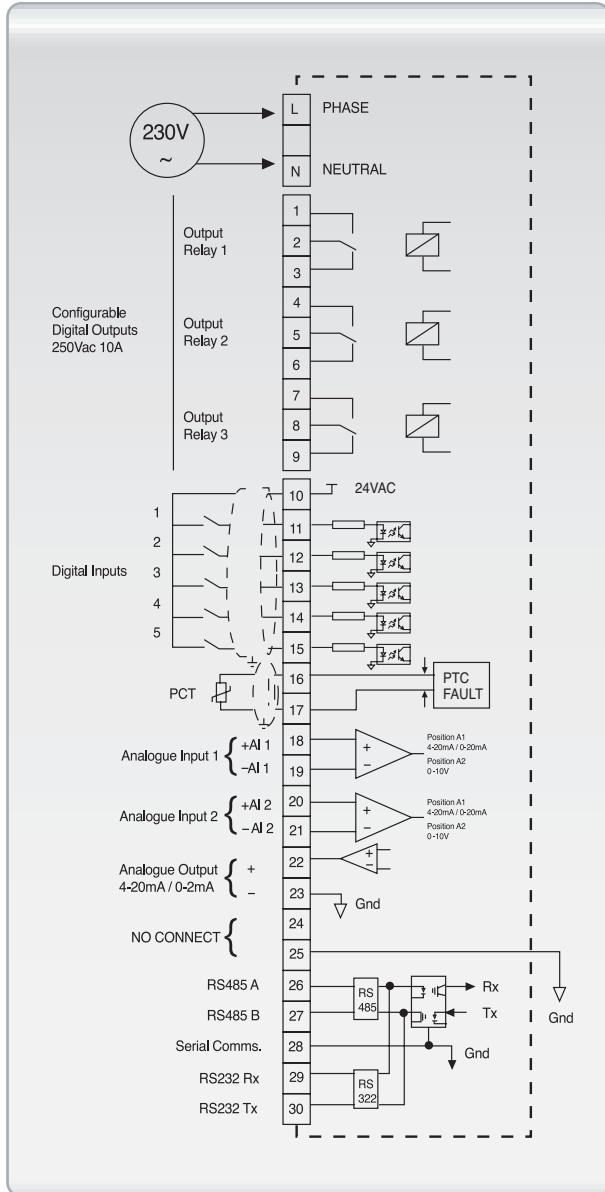 230V
~
L PHASE
N NEUTRAL
1
Output
Relay 1
2
3
Configurable
Digital Outputs
250Vac 10A
4
Output
Relay 2
5
6
7
Output
Relay 3
8
9
10 24VAC
Digital Inputs
1
11
2
12
3
13
4
14
5
15
PCT
16
17
PTC
FAULT
Analogue Input 1 { +AI 1 18
–AI 1 19
+
–
Position A1
4-20mA / 0-20mA
Position A2
0-10V
Analogue Input 2 { +AI 2 20
– AI 2 21
+
–
Position A1
4-20mA / 0-20mA
Position A2
0-10V
Analogue Output
4-20mA / 0-2mA { + 22
– 23
+
–
Gnd
NO CONNECT { 24
25
Gnd
RS485 A 26
RS485 B 27
RS
485
Rx
Tx
Serial Comms. 28
Gnd
RS232 Rx 29
RS232 Tx 30
RS
322